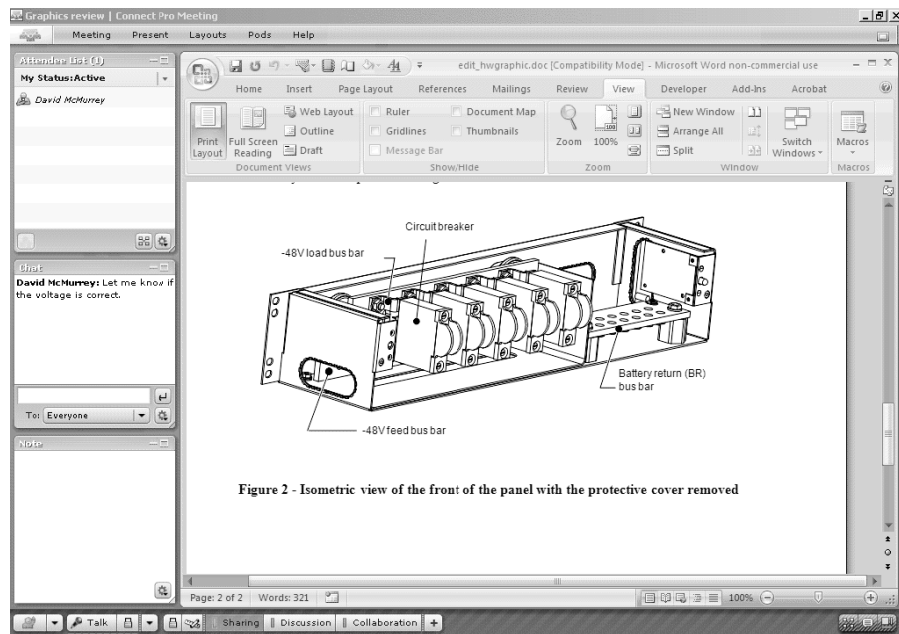 Graphics review | Connect Pro Meeting
Meeting Present Layouts Pods Help
Attendee List (1)
My Status:Active
David McMurrey
edit_hwgraphic.doc [Compatibility Mode] - Microsoft Word non-commercial use
Home Insert Page Layout References Mailings Review View Developer Add-Ins Acrobat
Print Layout
Full Screen Reading
Web Layout
Outline
Draft
Document Views
Ruler
Gridlines
Message Bar
Document Map
Thumbnails
Show/Hide
Zoom
100%
Zoom
New Window
Arrange All
Split
Switch Windows
Window
Macros
Macros
Chat
David McMurrey: Let me know if
the voltage is correct.
To: Everyone
Note
Circuit breaker
-48V load bus bar
Battery return (BR)
bus bar
-48V feed bus bar
Figure 2 - Isometric view of the front of the panel with the protective cover removed
Page: 2 of 2 Words: 321 100%
Talk Sharing Discussion Collaboration +